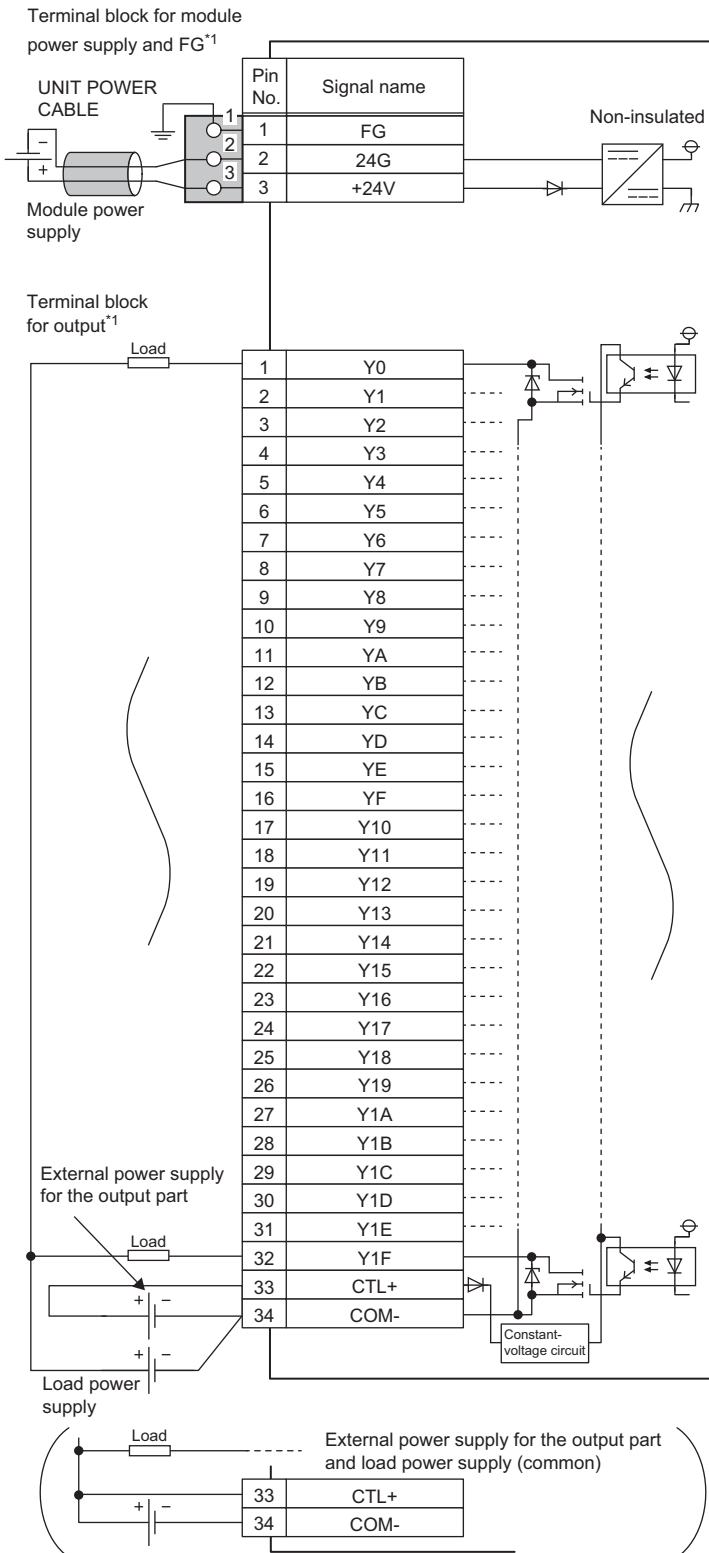 Terminal block for module
power supply and FG*1
UNIT POWER
CABLE
Pin
No.
Signal name
Non-insulated
1
2
3
1 FG
2 24G
3 +24V
−
+
Module power
supply
Terminal block
for output*1
Load
1 Y0
2 Y1
3 Y2
4 Y3
5 Y4
6 Y5
7 Y6
8 Y7
9 Y8
10 Y9
11 YA
12 YB
13 YC
14 YD
15 YE
16 YF
17 Y10
18 Y11
19 Y12
20 Y13
21 Y14
22 Y15
23 Y16
24 Y17
25 Y18
26 Y19
27 Y1A
28 Y1B
29 Y1C
30 Y1D
31 Y1E
32 Y1F
33 CTL+
34 COM-
External power supply
for the output part
Load
+ −
+ −
Load power
supply
Constant-
voltage circuit
Load
External power supply for the output part
and load power supply (common)
33 CTL+
34 COM-
+ −